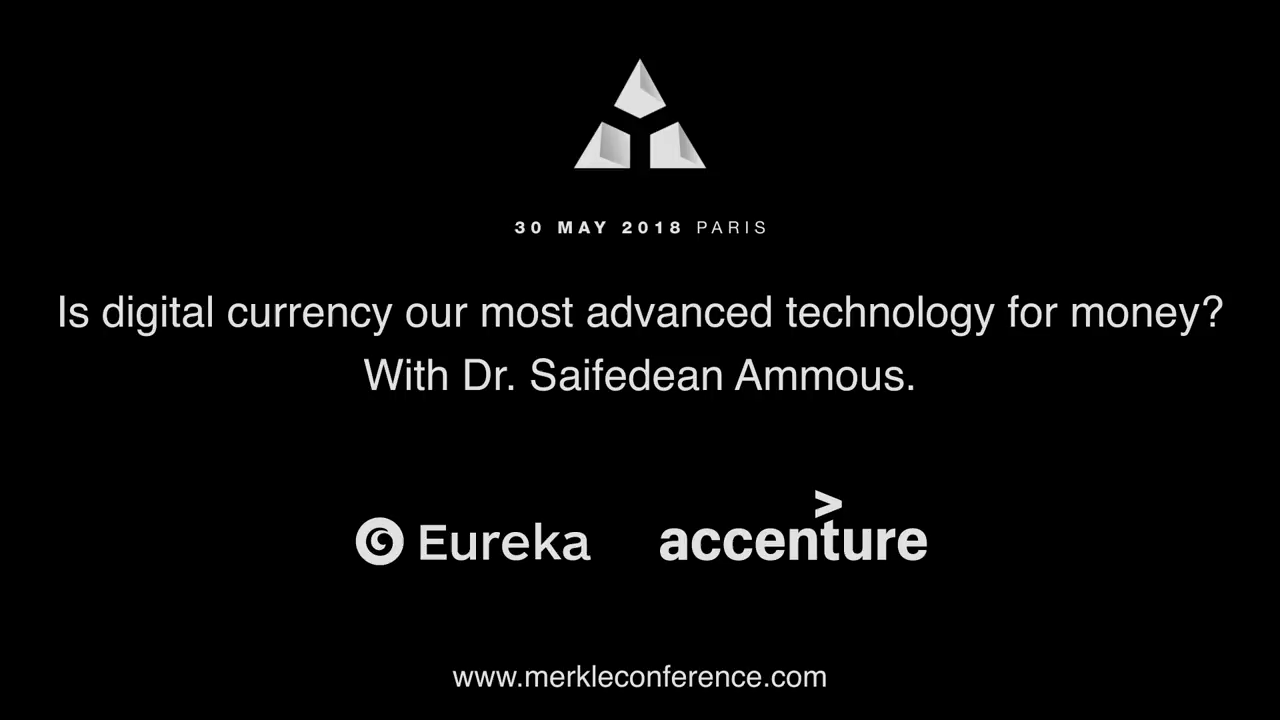 30 MAY 2018 PARIS
Is digital currency our most advanced technology for money?
With Dr. Saifedean Ammous.
Eureka
accenture
www.merkleconference.com